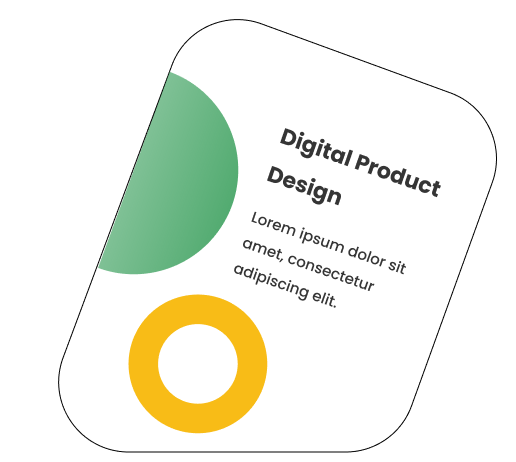 Digital Product
Design
Lorem ipsum dolor sit
amet, consectetur
adipiscing elit.